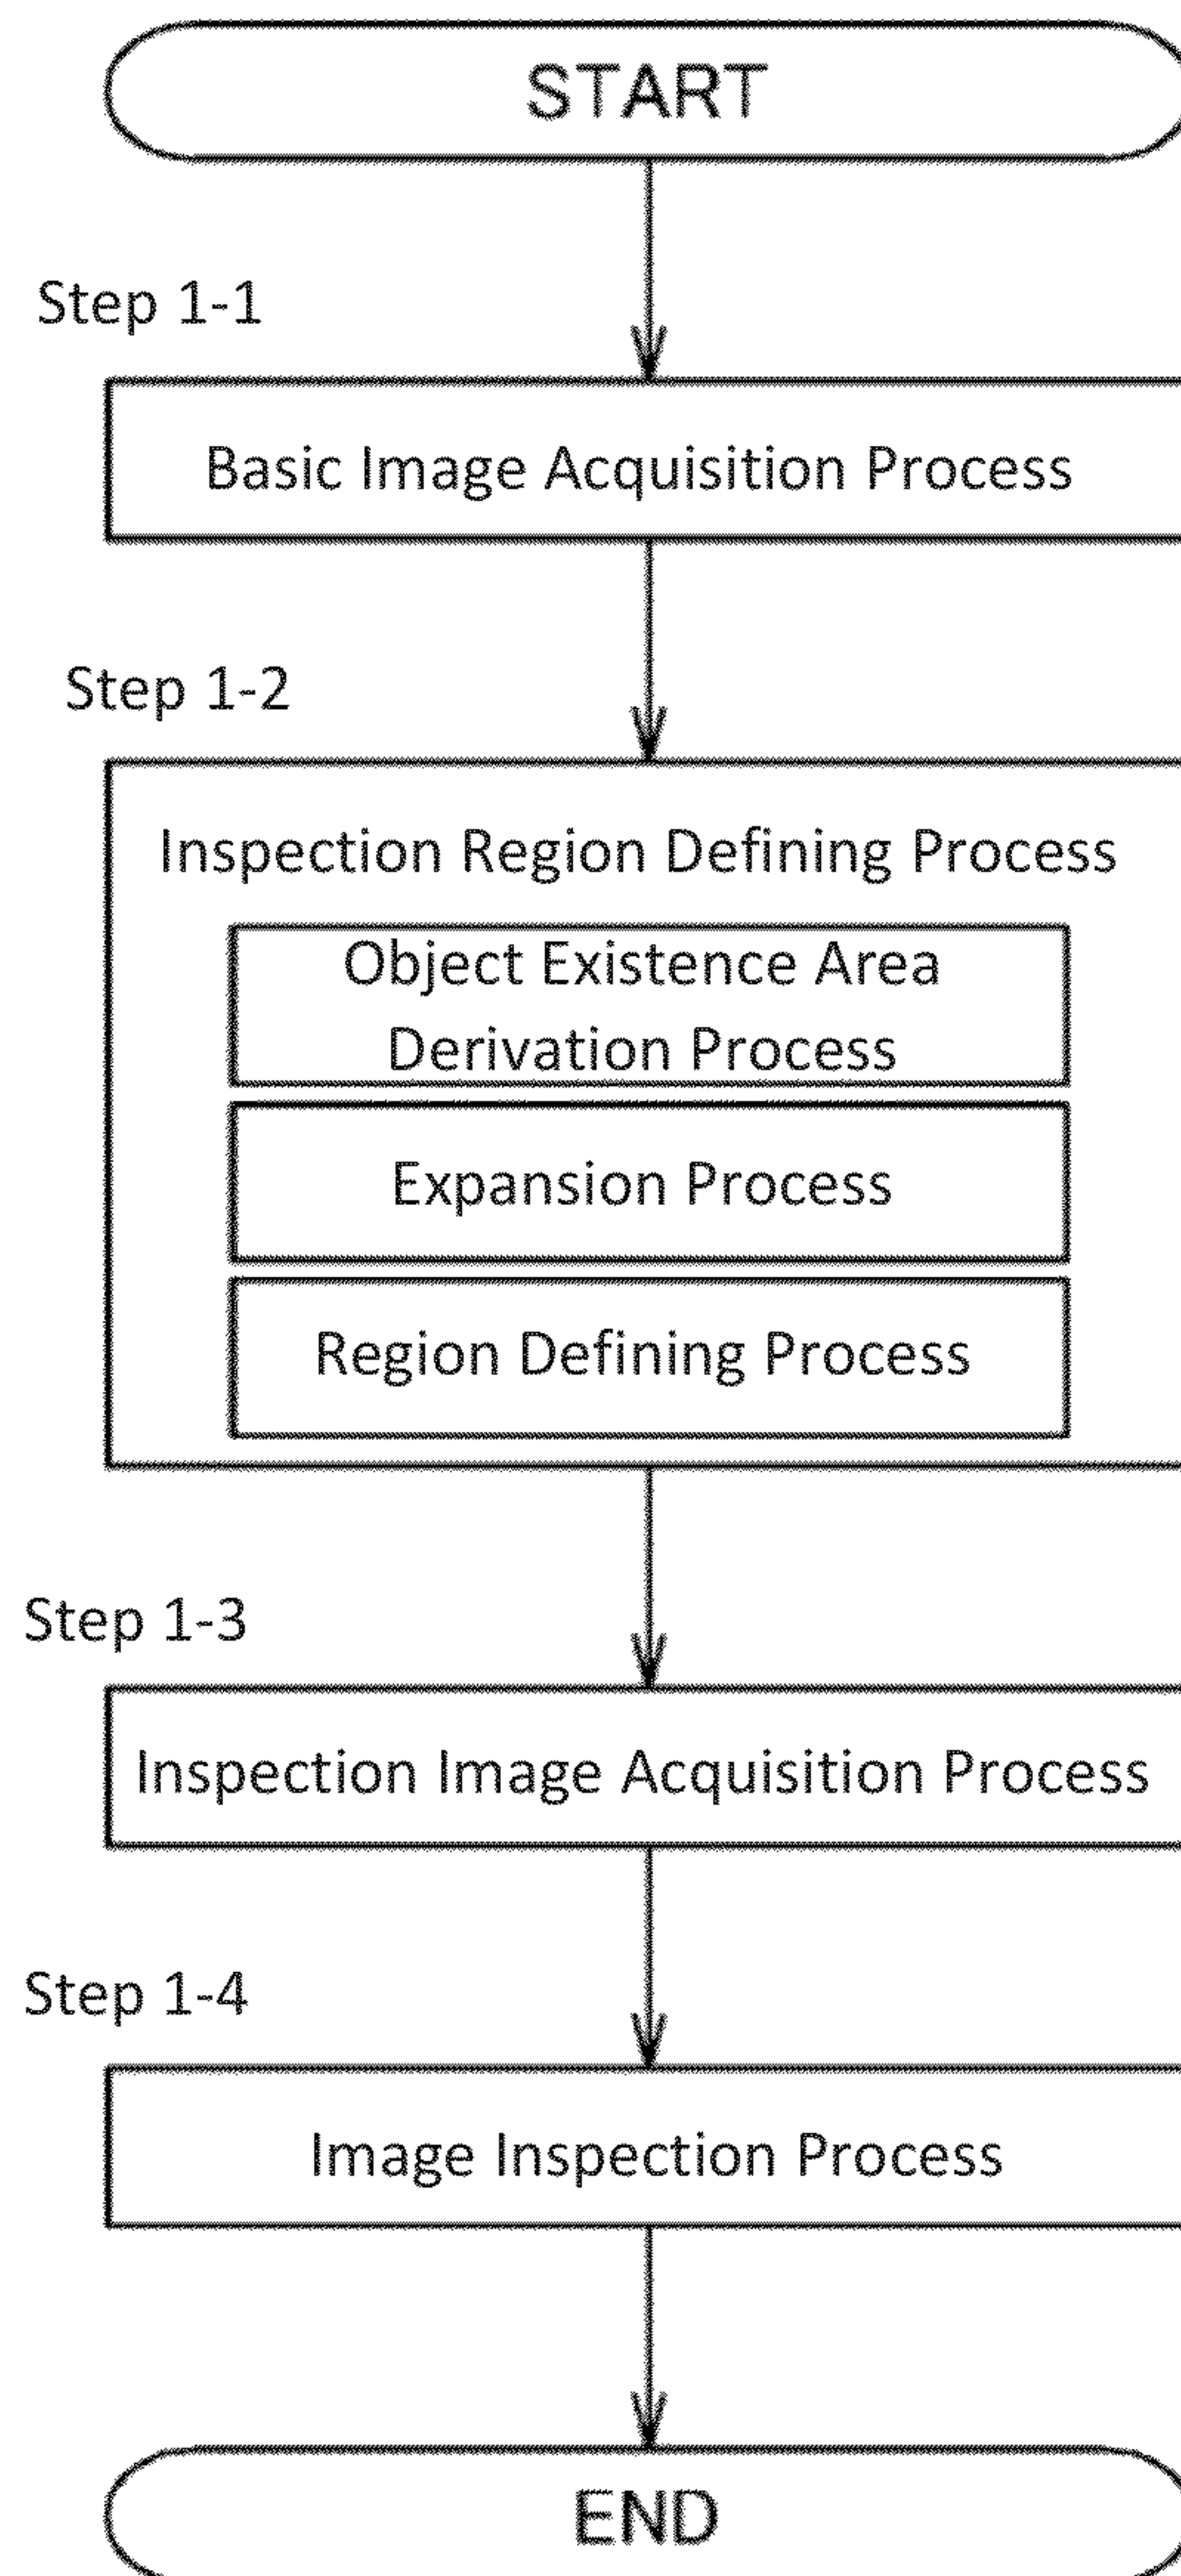 START
Step 1-1
Basic Image Acquisition Process
Step 1-2
Inspection Region Defining Process
Object Existence Area
Derivation Process
Expansion Process
Region Defining Process
Step 1-3
Inspection Image Acquisition Process
Step 1-4
Image Inspection Process
END